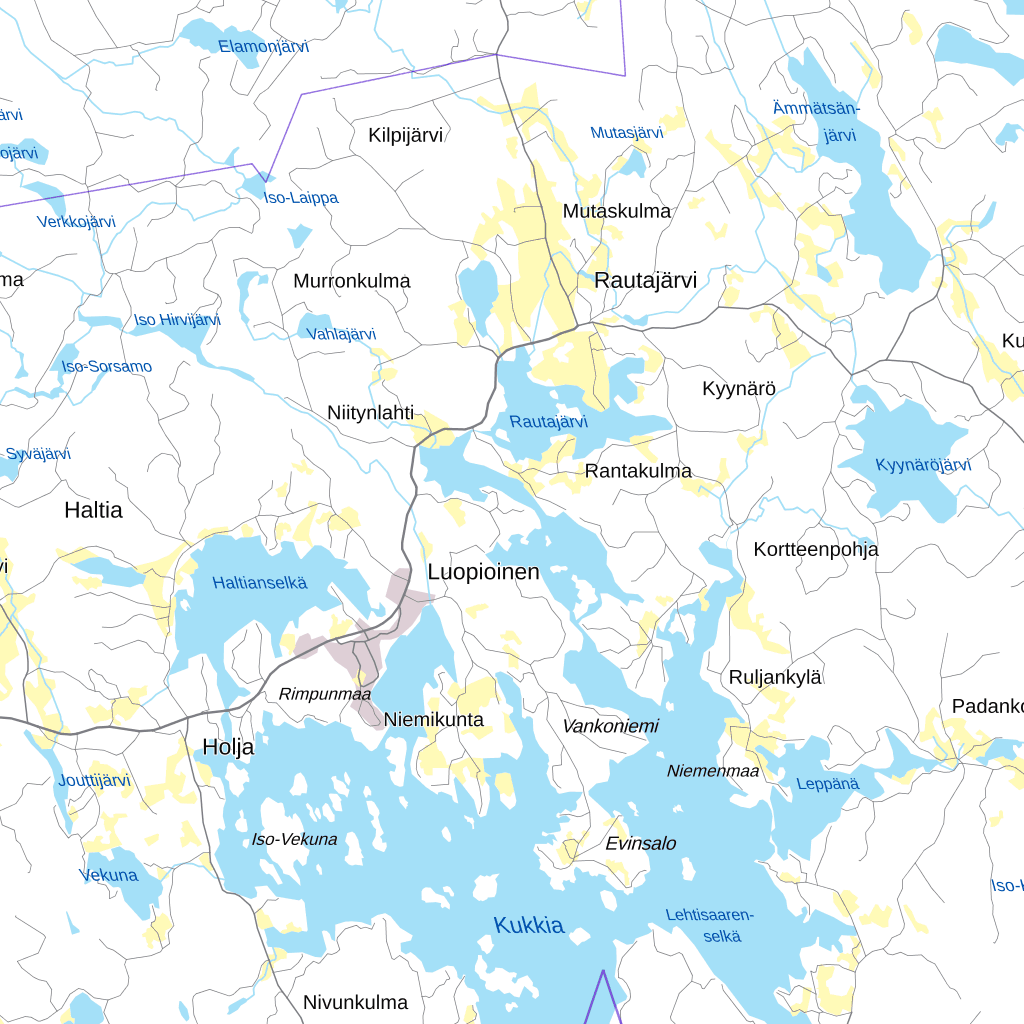 Elamonjärvi
Ämmätsän-
järvi
Mutasjärvi
Kilpijärvi
Iso-Laippa
Mutaskulma
Verkkojärvi
Murronkulma
Rautajärvi
Iso Hirvijärvi
Vahlajärvi
Iso-Sorsamo
Kyynärö
Niitynlahti
Rautajärvi
Syväjärvi
Kyynäröjärvi
Rantakulma
Haltia
Kortteenpohja
Luopioinen
Haltianselkä
Ruljankylä
Rimpunmaa
Niemikunta
Vankoniemi
Holja
Niemenmaa
Jouttijärvi
Leppänä
Iso-Vekuna
Evinsalo
Vekuna
Lehtisaaren-
selkä
Kukkia
Nivunkulma